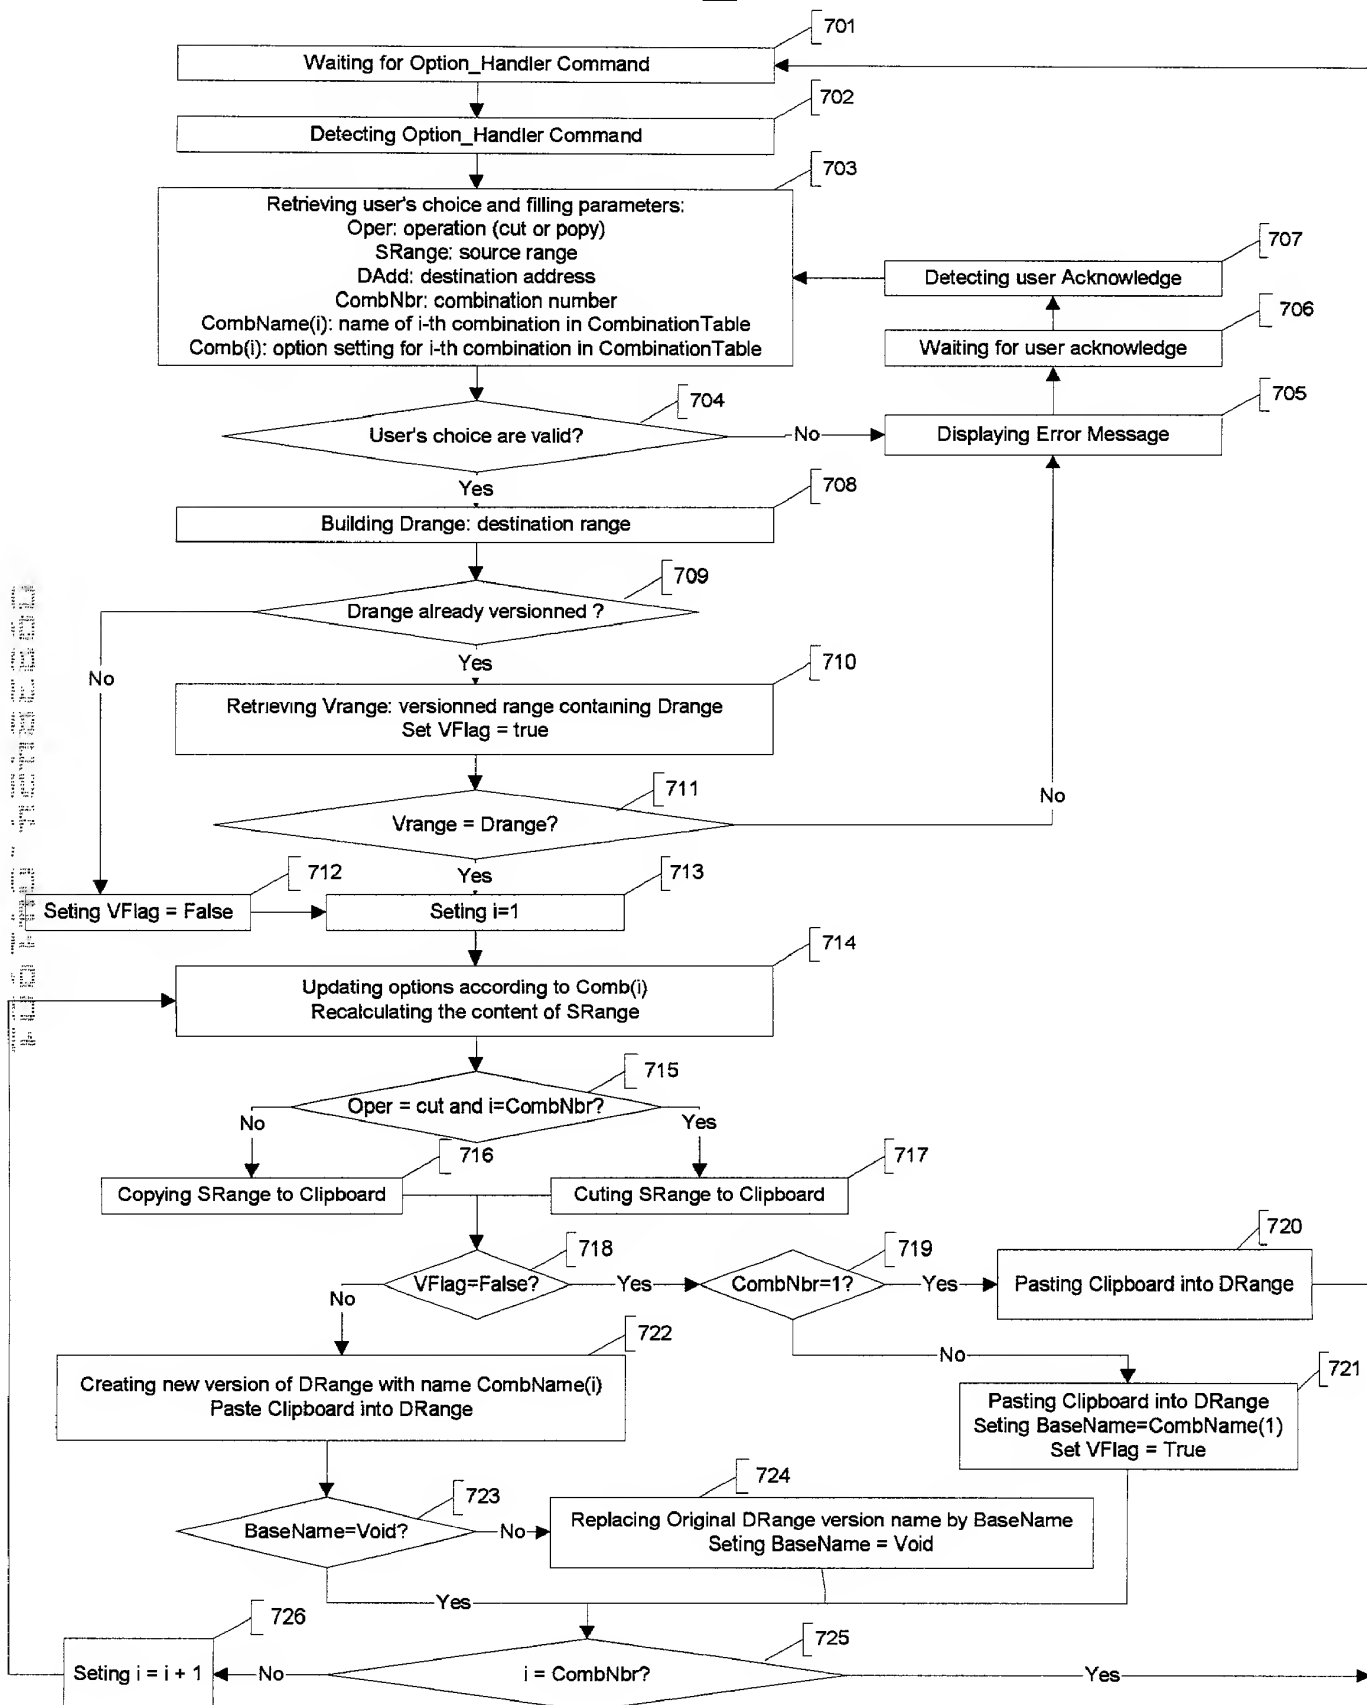 701
Waiting for Option_Handler Command
702
Detecting Option_Handler Command
703
Retrieving user's choice and filling parameters:
Oper: operation (cut or popy)
SRange: source range
DAdd: destination address
CombNbr: combination number
CombName(i): name of i-th combination in CombinationTable
Comb(i): option setting for i-th combination in CombinationTable
707
Detecting user Acknowledge
706
Waiting for user acknowledge
705
Displaying Error Message
704
User's choice are valid?
No
Yes
708
Building Drange: destination range
709
Drange already versionned ?
No
Yes
710
Retrieving Vrange: versionned range containing Drange
Set VFlag = true
711
Vrange = Drange?
No
Yes
712
Seting VFlag = False
713
Seting i=1
714
Updating options according to Comb(i)
Recalculating the content of SRange
715
Oper = cut and i=CombNbr?
No
Yes
716
Copying SRange to Clipboard
717
Cuting SRange to Clipboard
718
VFlag=False?
Yes
No
719
CombNbr=1?
Yes
No
720
Pasting Clipboard into DRange
722
Creating new version of DRange with name CombName(i)
Paste Clipboard into DRange
721
Pasting Clipboard into DRange
Seting BaseName=CombName(1)
Set VFlag = True
723
BaseName=Void?
No
Yes
724
Replacing Original DRange version name by BaseName
Seting BaseName = Void
726
Seting i = i + 1
No
725
i = CombNbr?
Yes